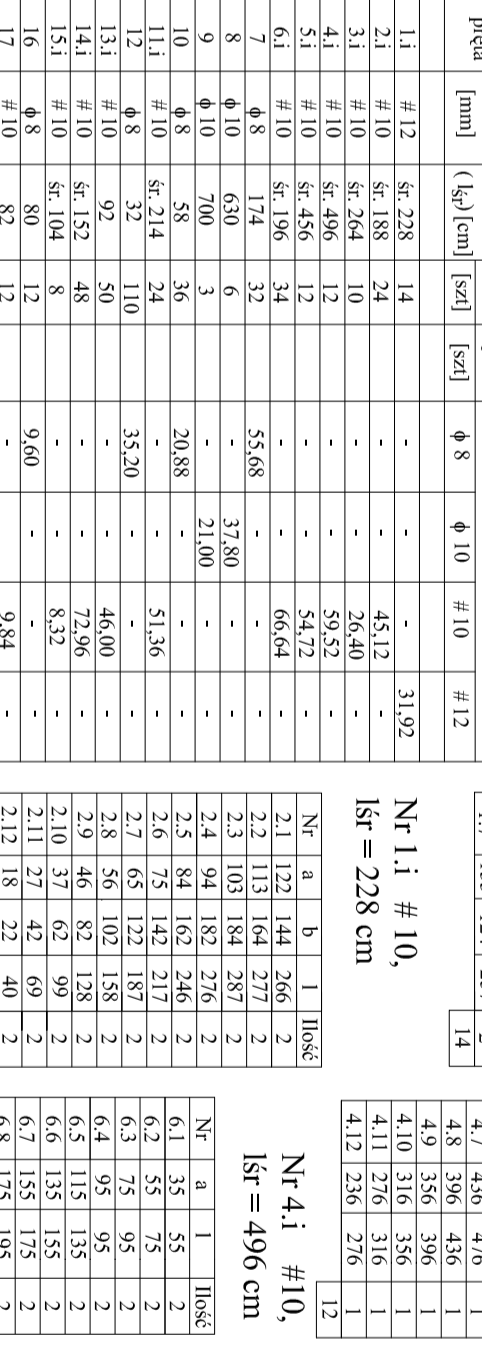 pręta [mm] ( lśr) [cm] [szt] [szt] ϕ 8 ϕ 10 # 10 # 12
1.i # 12 śr. 228 14 - - - 31,92
2.i # 10 śr. 188 24 - - 45,12 -
3.i # 10 śr. 264 10 - - 26,40 -
4.i # 10 śr. 496 12 - - 59,52 -
5.i # 10 śr. 456 12 - - 54,72 -
6.i # 10 śr. 196 34 - - 66,64 -
7 ϕ 8 174 32 55,68 - - -
8 ϕ 10 630 6 - 37,80 - -
9 ϕ 10 700 3 - 21,00 - -
10 ϕ 8 58 36 20,88 - - -
11.i # 10 śr. 214 24 - - 51,36 -
12 ϕ 8 32 110 35,20 - - -
13.i # 10 92 50 - - 46,00 -
14.i # 10 śr. 152 48 - - 72,96 -
15.i # 10 śr. 104 8 - - 8,32 -
16 ϕ 8 80 12 9,60 - - -
17 # 10 82 12 - - 9,84 -
14
Nr 1.i # 10,
lśr = 228 cm
Nr a b l Ilość
2.1 122 144 266 2
2.2 113 164 277 2
2.3 103 184 287 2
2.4 94 182 276 2
2.5 84 162 246 2
2.6 75 142 217 2
2.7 65 122 187 2
2.8 56 102 158 2
2.9 46 82 128 2
2.10 37 62 99 2
2.11 27 42 69 2
2.12 18 22 40 2
4.7 436 476 1
4.8 396 436 1
4.9 356 396 1
4.10 316 356 1
4.11 276 316 1
4.12 236 276 1
12
Nr 4.i #10,
lśr = 496 cm
Nr a l Ilość
6.1 35 55 2
6.2 55 75 2
6.3 75 95 2
6.4 95 95 2
6.5 115 135 2
6.6 135 155 2
6.7 155 175 2
6.8 175 195 2